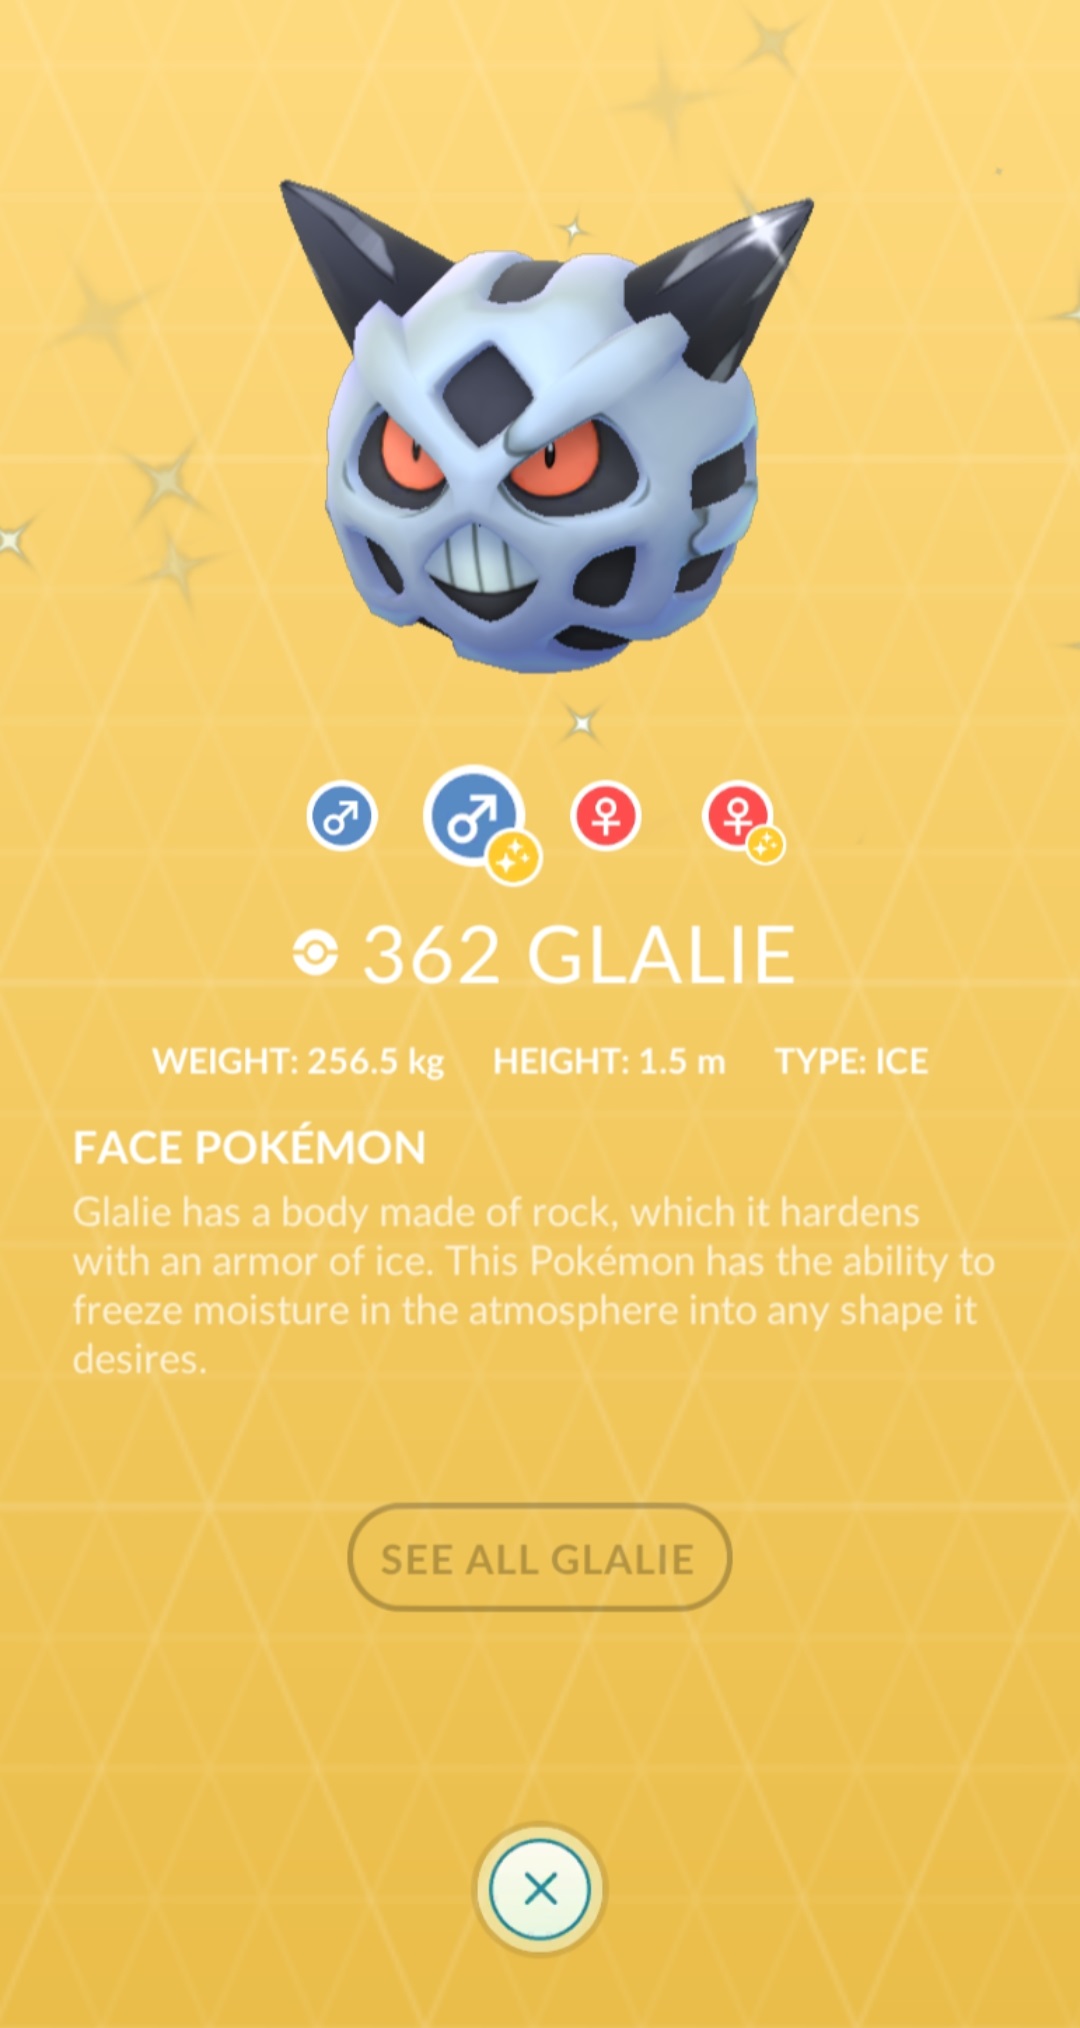 362 GLALIE
WEIGHT: 256.5 kg HEIGHT: 1.5 m TYPE: ICE
FACE POKÉMON
Glalie has a body made of rock, which it hardens
with an armor of ice. This Pokémon has the ability to
freeze moisture in the atmosphere into any shape it
desires.
SEE ALL GLALIE